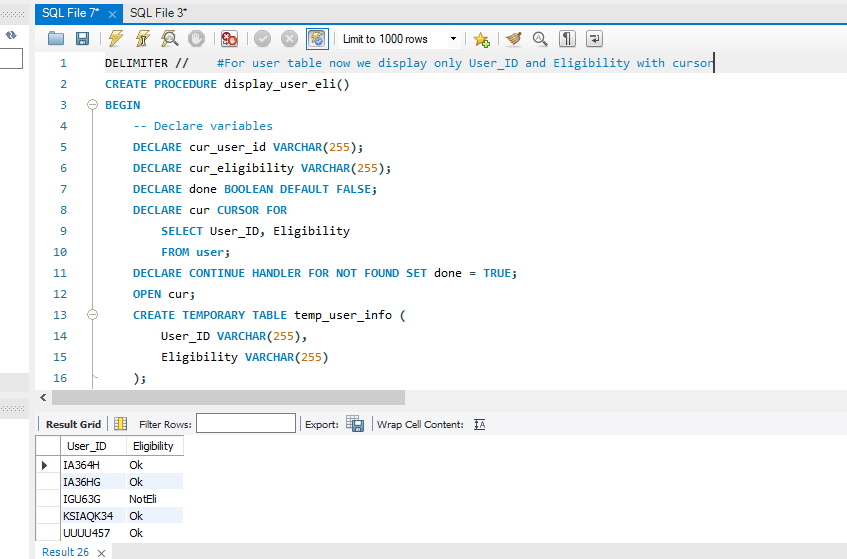 SQL File 7* SQL File 3*
Limit to 1000 rows
1 DELIMITER // #For user table now we display only User_ID and Eligibility with cursor
2 CREATE PROCEDURE display_user_eli()
3 BEGIN
4 -- Declare variables
5 DECLARE cur_user_id VARCHAR(255);
6 DECLARE cur_eligibility VARCHAR(255);
7 DECLARE done BOOLEAN DEFAULT FALSE;
8 DECLARE cur CURSOR FOR
9 SELECT User_ID, Eligibility
10 FROM user;
11 DECLARE CONTINUE HANDLER FOR NOT FOUND SET done = TRUE;
12 OPEN cur;
13 CREATE TEMPORARY TABLE temp_user_info (
14 User_ID VARCHAR(255),
15 Eligibility VARCHAR(255)
16 );
Result Grid Filter Rows: Export: Wrap Cell Content:
User_ID Eligibility
IA364H Ok
IA36HG Ok
IGU63G NotEli
KSIAQK34 Ok
UUUU457 Ok
Result 26